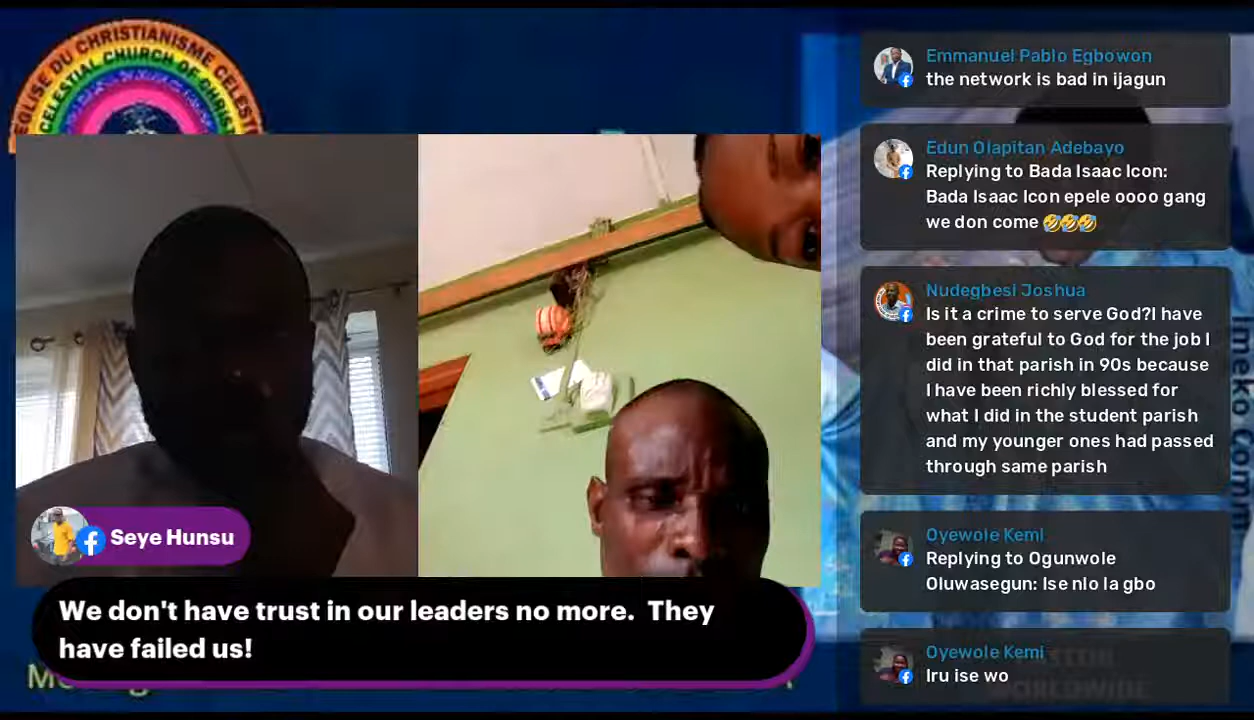 EGLISE DU CHRISTIANISME CELESTE
CELESTIAL CHURCH OF CHRIST
Seye Hunsu
We don't have trust in our leaders no more. They
have failed us!
Emmanuel Pablo Egbowon
the network is bad in ijagun
Edun Olapitan Adebayo
Replying to Bada Isaac Icon:
Bada Isaac Icon epele oooo gang
we don come 🤣🤣🤣
Nudegbesi Joshua
Is it a crime to serve God?I have
been grateful to God for the job I
did in that parish in 90s because
I have been richly blessed for
what I did in the student parish
and my younger ones had passed
through same parish
Oyewole Kemi
Replying to Ogunwole
Oluwasegun: Ise nlo la gbo
Oyewole Kemi
Iru ise wo
PASTOR
WORLDWIDE
Imeko Comm